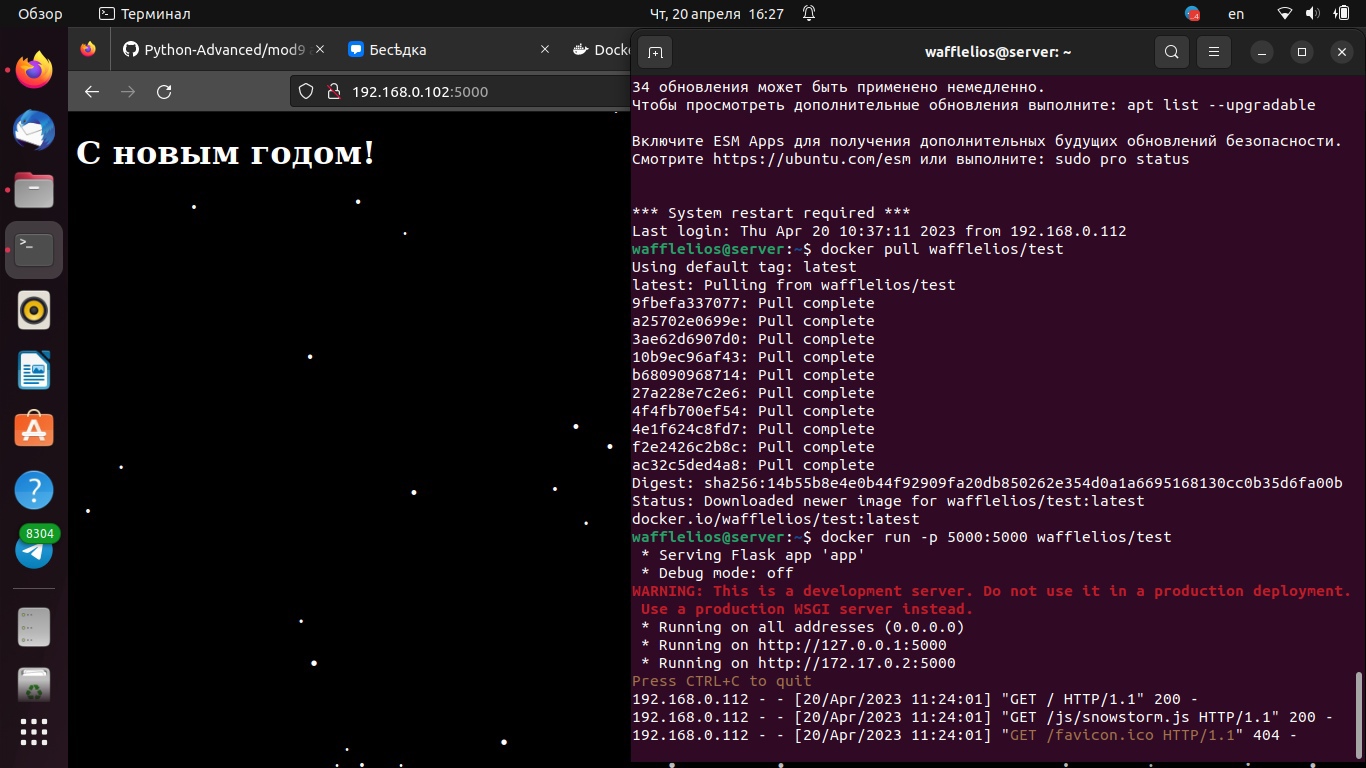 Обзор
Терминал
Чт, 20 апреля 16:27
en
Python-Advanced/mod9
Бесѣдка
Docke
192.168.0.102:5000
С новым годом!
8304
wafflelios@server: ~
34 обновления может быть применено немедленно.
Чтобы просмотреть дополнительные обновления выполните: apt list --upgradable
Включите ESM Apps для получения дополнительных будущих обновлений безопасности.
Смотрите https://ubuntu.com/esm или выполните: sudo pro status
*** System restart required ***
Last login: Thu Apr 20 10:37:11 2023 from 192.168.0.112
wafflelios@server:~$ docker pull wafflelios/test
Using default tag: latest
latest: Pulling from wafflelios/test
9fbefa337077: Pull complete
a25702e0699e: Pull complete
3ae62d6907d0: Pull complete
10b9ec96af43: Pull complete
b68090968714: Pull complete
27a228e7c2e6: Pull complete
4f4fb700ef54: Pull complete
4e1f624c8fd7: Pull complete
f2e2426c2b8c: Pull complete
ac32c5ded4a8: Pull complete
Digest: sha256:14b55b8e4e0b44f92909fa20db850262e354d0a1a6695168130cc0b35d6fa00b
Status: Downloaded newer image for wafflelios/test:latest
docker.io/wafflelios/test:latest
wafflelios@server:~$ docker run -p 5000:5000 wafflelios/test
 * Serving Flask app 'app'
 * Debug mode: off
WARNING: This is a development server. Do not use it in a production deployment.
 Use a production WSGI server instead.
 * Running on all addresses (0.0.0.0)
 * Running on http://127.0.0.1:5000
 * Running on http://172.17.0.2:5000
Press CTRL+C to quit
192.168.0.112 - - [20/Apr/2023 11:24:01] "GET / HTTP/1.1" 200 -
192.168.0.112 - - [20/Apr/2023 11:24:01] "GET /js/snowstorm.js HTTP/1.1" 200 -
192.168.0.112 - - [20/Apr/2023 11:24:01] "GET /favicon.ico HTTP/1.1" 404 -